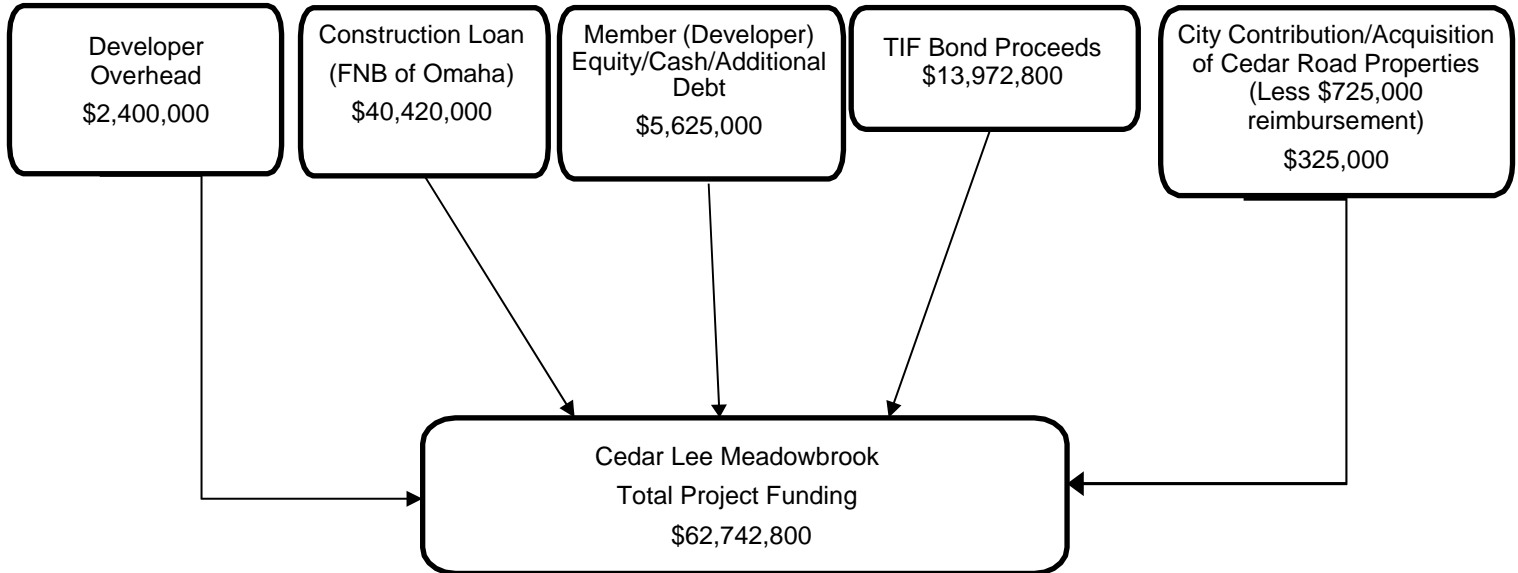 Developer
Overhead
$2,400,000
Construction Loan
(FNB of Omaha)
$40,420,000
Member (Developer)
Equity/Cash/Additional
Debt
$5,625,000
TIF Bond Proceeds
$13,972,800
City Contribution/Acquisition
of Cedar Road Properties
(Less $725,000
reimbursement)
$325,000
Cedar Lee Meadowbrook
Total Project Funding
$62,742,800